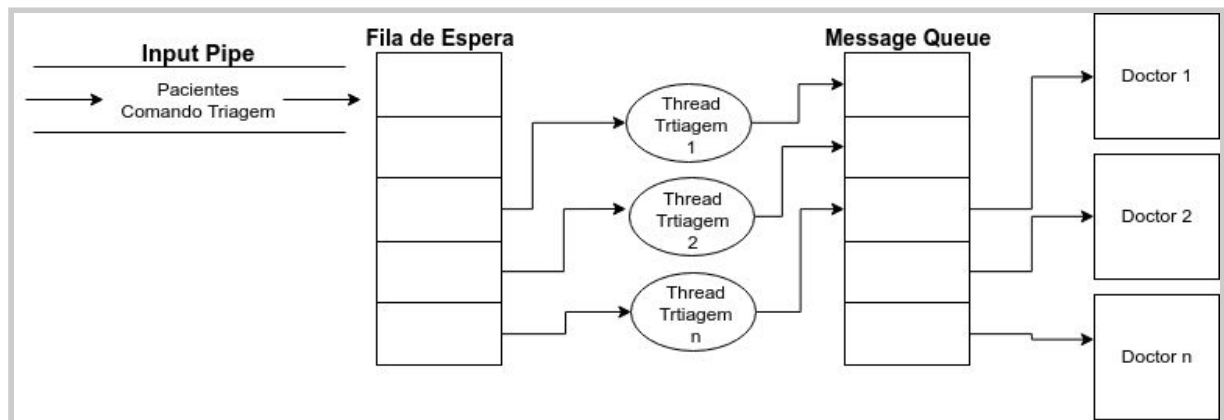 Input Pipe
Pacientes
Comando Triagem
Fila de Espera
Thread
Trtiagem
1
Thread
Trtiagem
2
Thread
Trtiagem
n
Message Queue
Doctor 1
Doctor 2
Doctor n